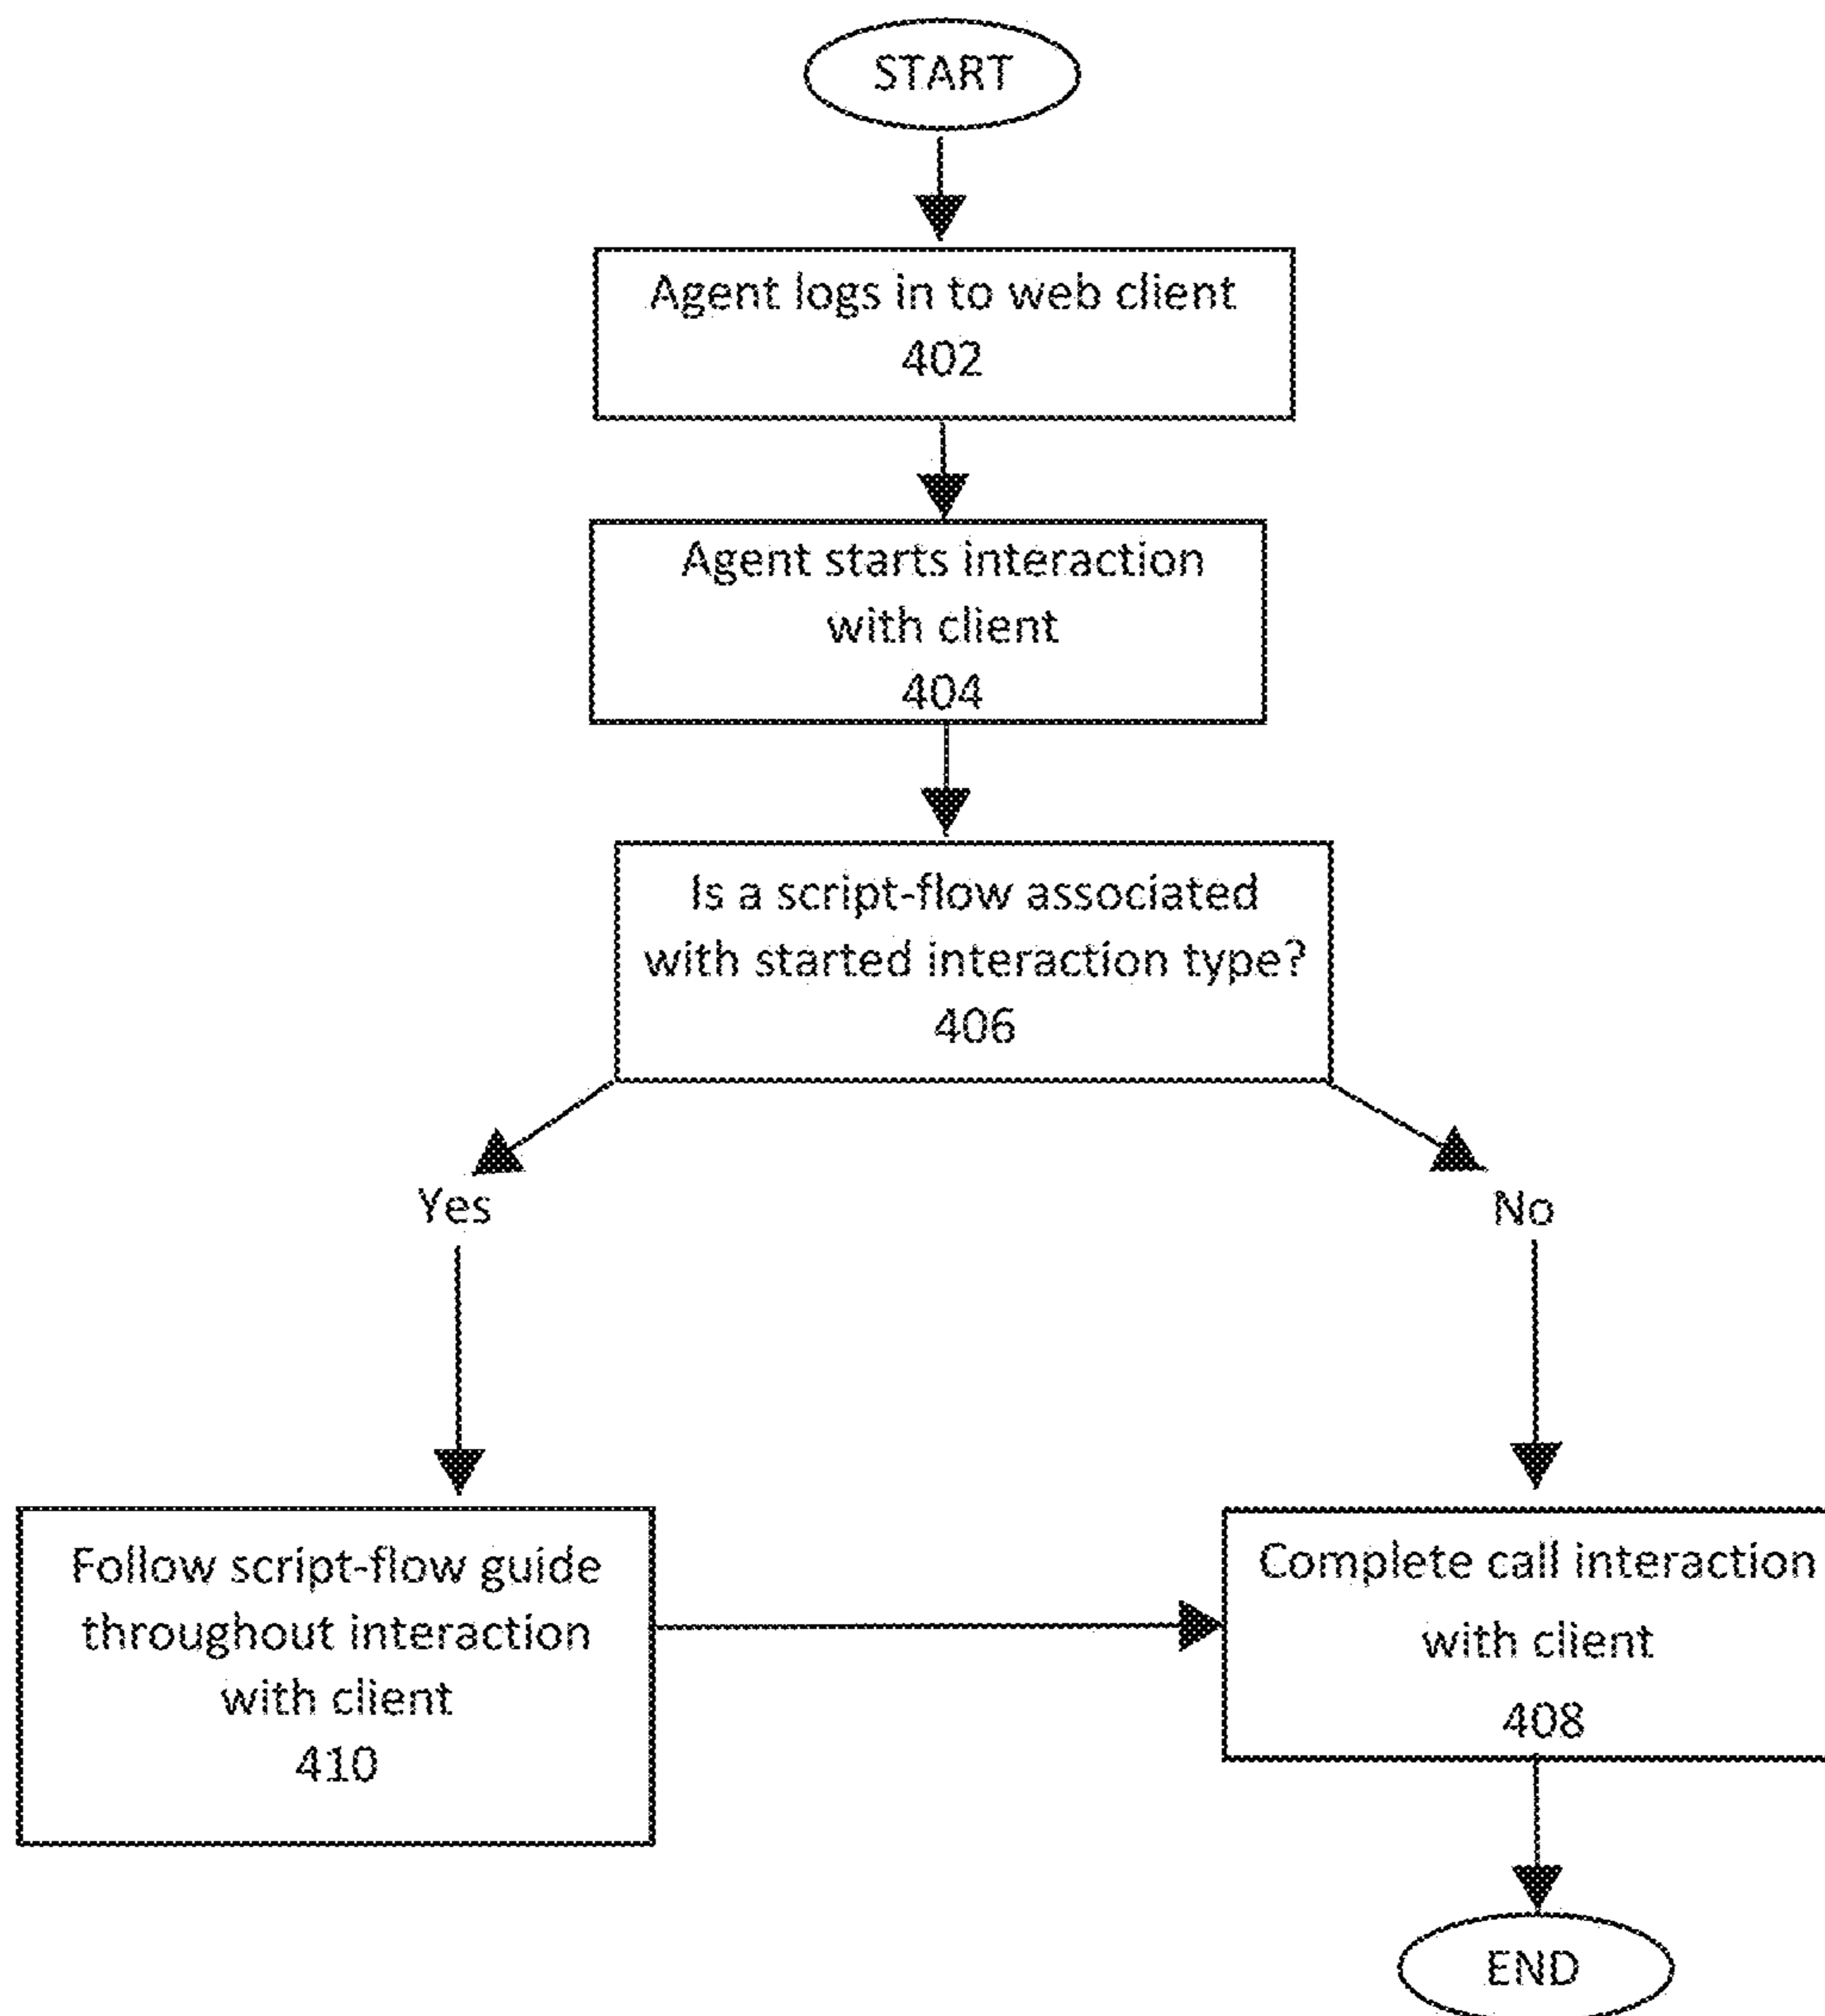 START
Agent logs in to web client
402
Agent starts interaction
with client
404
Is a script-flow associated
with started interaction type?
406
Yes
No
Follow script-flow guide
throughout interaction
with client
410
Complete call interaction
with client
408
END